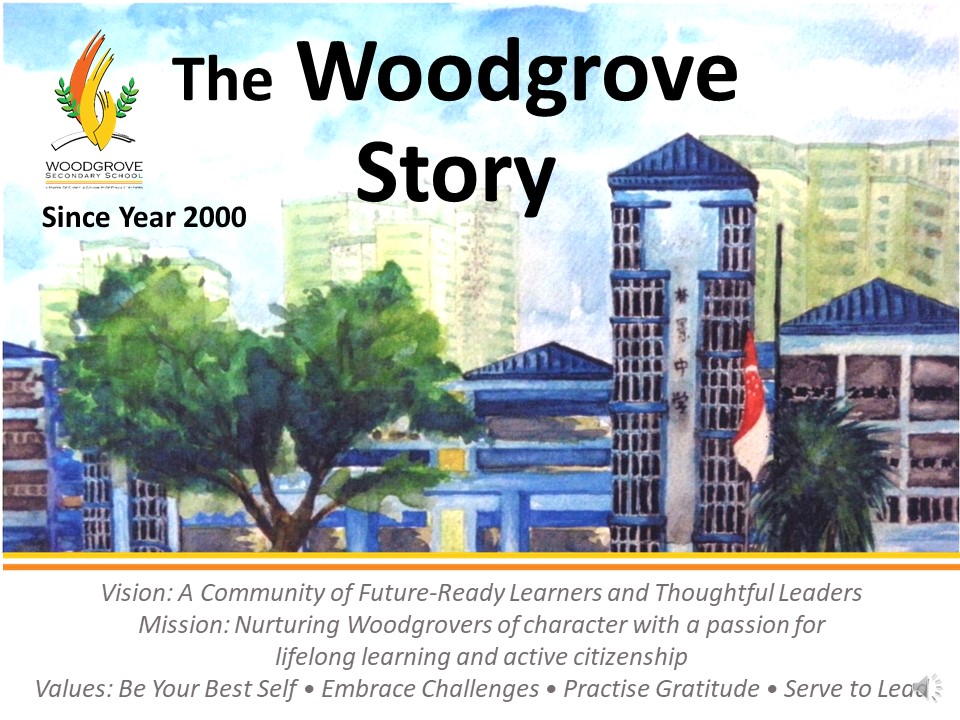 The Woodgrove
Story
WOODGROVE
SECONDARY SCHOOL
Since Year 2000
中
学
Vision: A Community of Future-Ready Learners and Thoughtful Leaders
Mission: Nurturing Woodgrovers of character with a passion for
lifelong learning and active citizenship
Values: Be Your Best Self • Embrace Challenges • Practise Gratitude • Serve to Lead